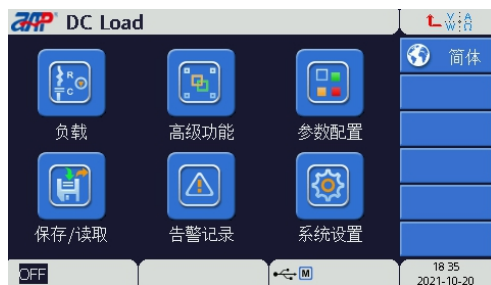 ZAP DC Load
简体
负载 高级功能 参数配置
保存/读取 告警记录 系统设置
OFF
M
18 35
2021-10-20